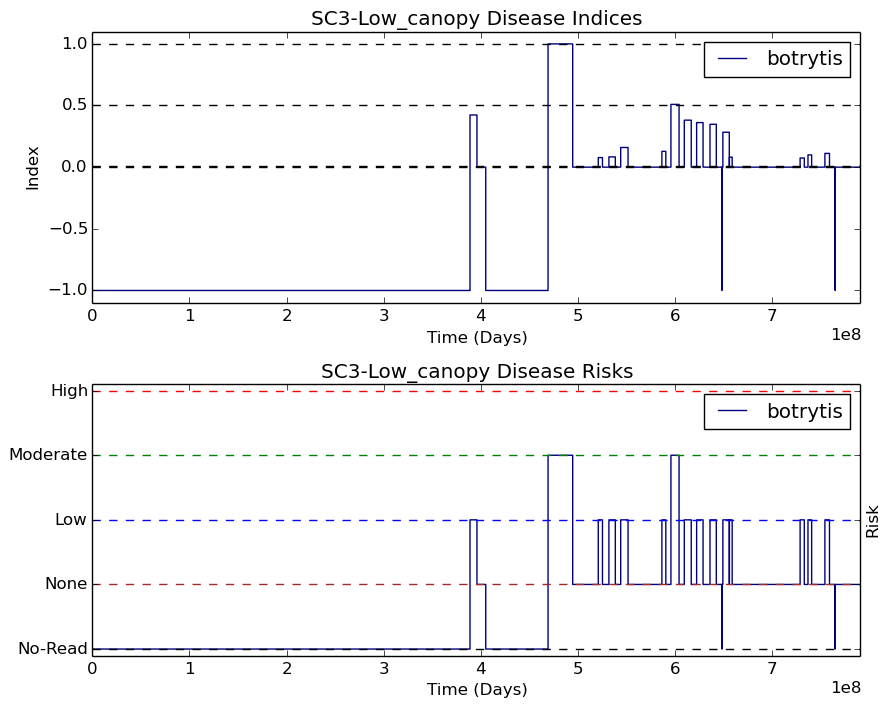 SC3-Low_canopy Disease Indices
botrytis
Index
1.0
0.5
0.0
−0.5
−1.0
0 1 2 3 4 5 6 7
1e8
Time (Days)
SC3-Low_canopy Disease Risks
botrytis
High
Moderate
Low
None
No-Read
Risk
0 1 2 3 4 5 6 7
1e8
Time (Days)